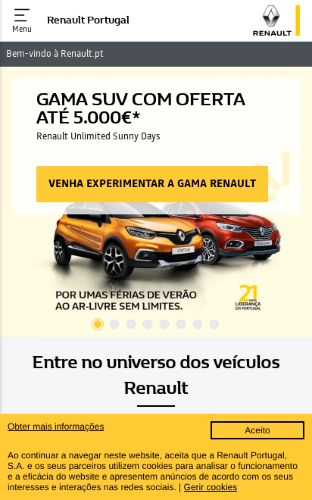 Menu
Renault Portugal
RENAULT
Bem-vindo à Renault.pt
GAMA SUV COM OFERTA
ATÉ 5.000€*
Renault Unlimited Sunny Days
VENHA EXPERIMENTAR A GAMA RENAULT
POR UMAS FÉRIAS DE VERÃO
AO AR-LIVRE SEM LIMITES.
21
LIDERANÇA
EM PORTUGAL
Entre no universo dos veículos
Renault
Obter mais informações
Aceito
Ao continuar a navegar neste website, aceita que a Renault Portugal,
S.A. e os seus parceiros utilizem cookies para analisar o funcionamento
e a eficácia do website e apresentem anúncios de acordo com os seus
interesses e interações nas redes sociais. | Gerir cookies